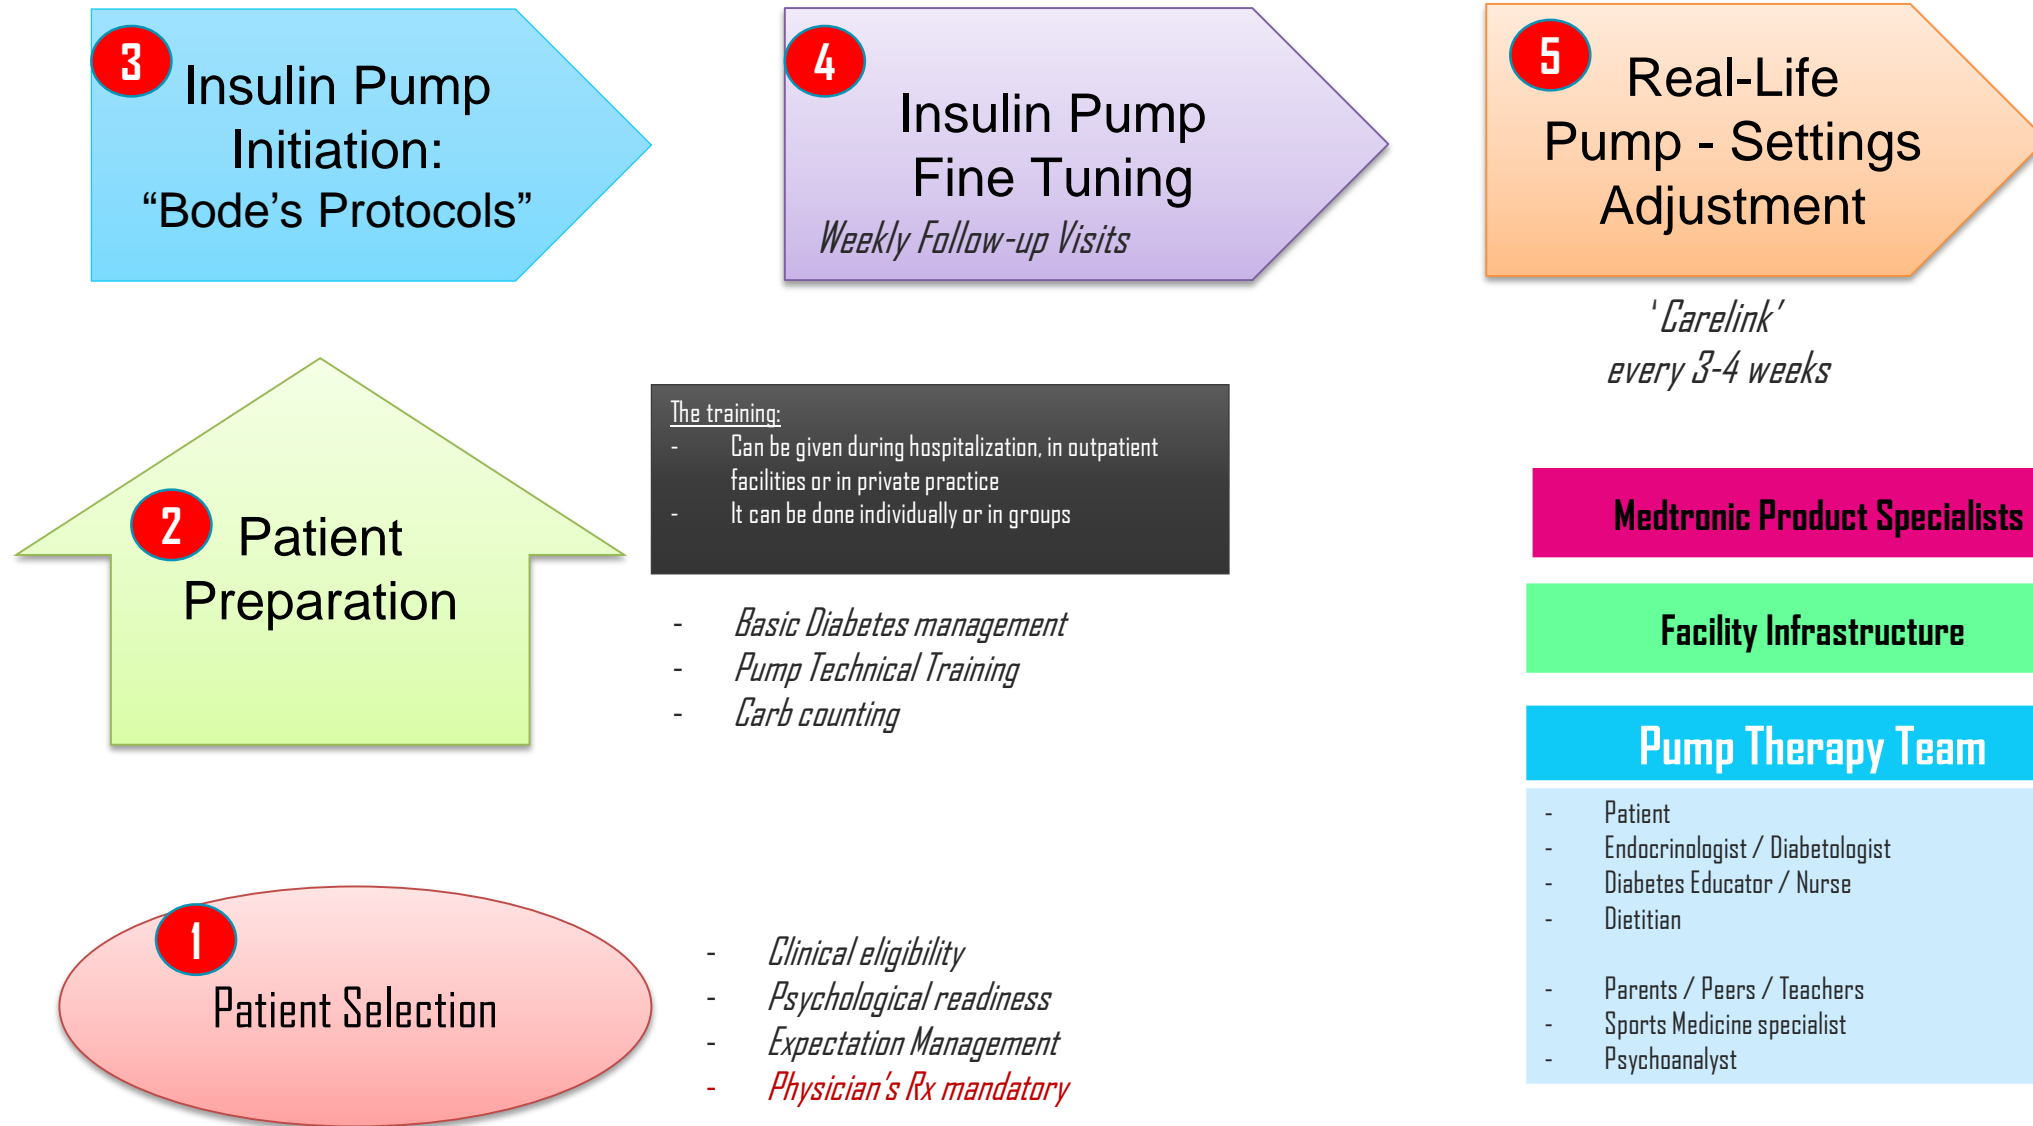 3
Insulin Pump
Initiation:
“Bode’s Protocols”
4
Insulin Pump
Fine Tuning
Weekly Follow-up Visits
5
Real-Life
Pump - Settings
Adjustment
‘Carelink’
every 3-4 weeks
2
Patient
Preparation
The training:
- Can be given during hospitalization, in outpatient
facilities or in private practice
- It can be done individually or in groups
- Basic Diabetes management
- Pump Technical Training
- Carb counting
Medtronic Product Specialists
Facility Infrastructure
Pump Therapy Team
- Patient
- Endocrinologist / Diabetologist
- Diabetes Educator / Nurse
- Dietitian
- Parents / Peers / Teachers
- Sports Medicine specialist
- Psychoanalyst
1
Patient Selection
- Clinical eligibility
- Psychological readiness
- Expectation Management
- Physician’s Rx mandatory